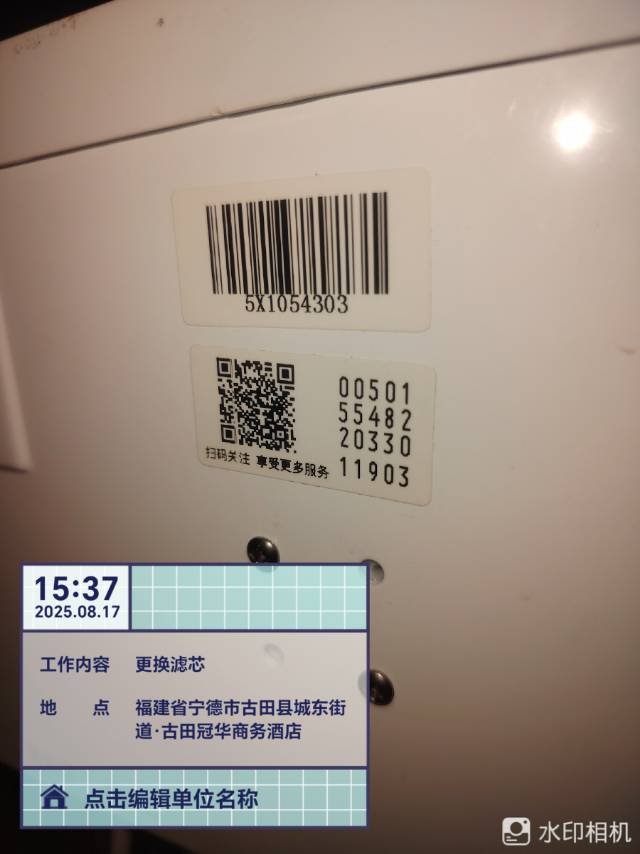 5X1054303
00501
55482
20330
11903
扫码关注 享受更多服务
15:37
2025.08.17
工作内容 更换滤芯
地 点 福建省宁德市古田县城东街
道·古田冠华商务酒店
点击编辑单位名称
水印相机